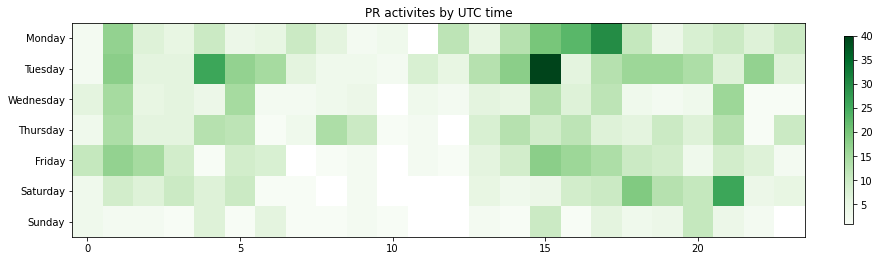 PR activites by UTC time
Monday
Tuesday
Wednesday
Thursday
Friday
Saturday
Sunday
0 5 10 15 20
40
35
30
25
20
15
10
5